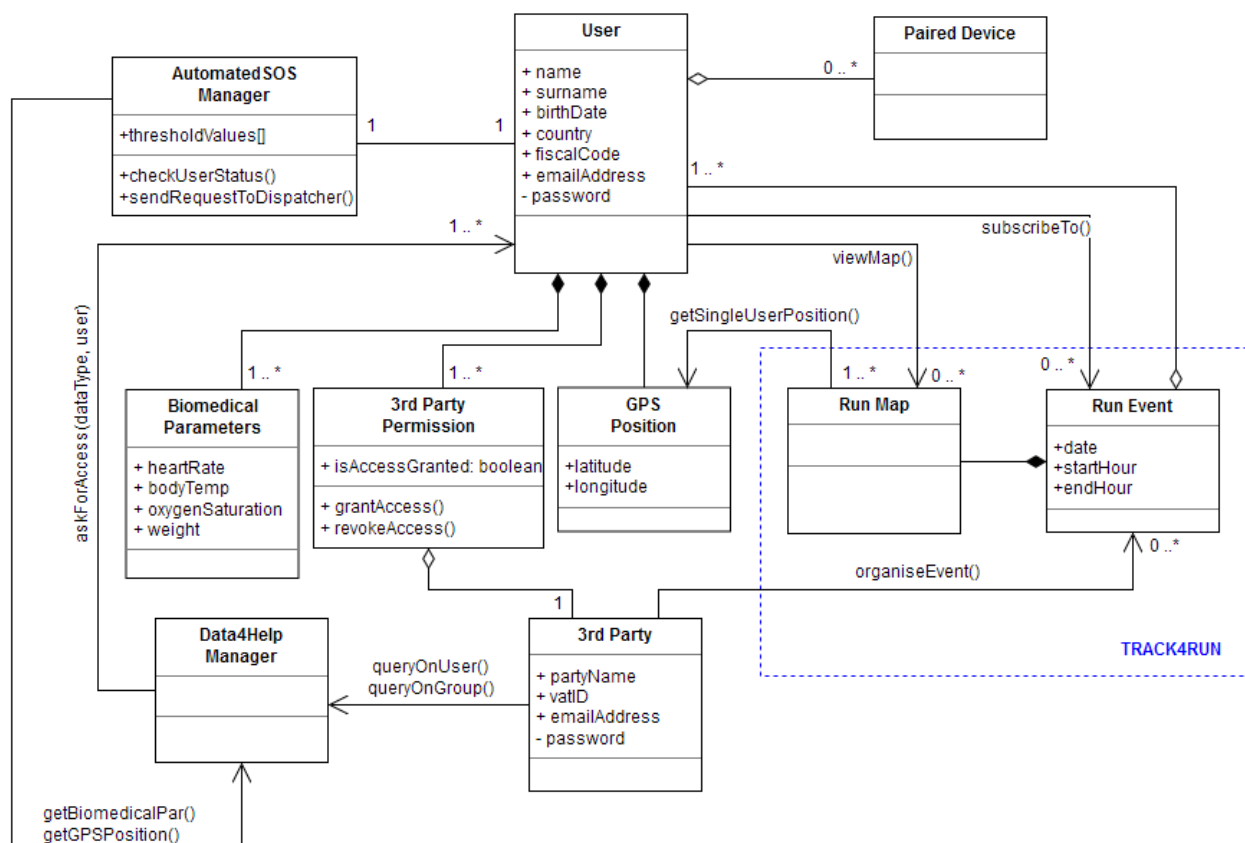 User
+ name
+ surname
+ birthDate
+ country
+ fiscalCode
+ emailAddress
- password
Paired Device
0 .. *
AutomatedSOS
Manager
+thresholdValues[]
+checkUserStatus()
+sendRequestToDispatcher()
1
1
1 .. *
subscribeTo()
1 .. *
viewMap()
getSingleUserPosition()
askForAccess(dataType, user)
1 .. *
1 .. *
1 .. *
0 .. *
0 .. *
Biomedical
Parameters
+ heartRate
+ bodyTemp
+ oxygenSaturation
+ weight
3rd Party
Permission
+ isAccessGranted: boolean
+ grantAccess()
+ revokeAccess()
GPS
Position
+latitude
+longitude
Run Map
Run Event
+date
+startHour
+endHour
0 ..*
organiseEvent()
1
TRACK4RUN
Data4Help
Manager
queryOnUser()
queryOnGroup()
3rd Party
+ partyName
+ vatID
+ emailAddress
- password
getBiomedicalPar()
getGPSPosition()